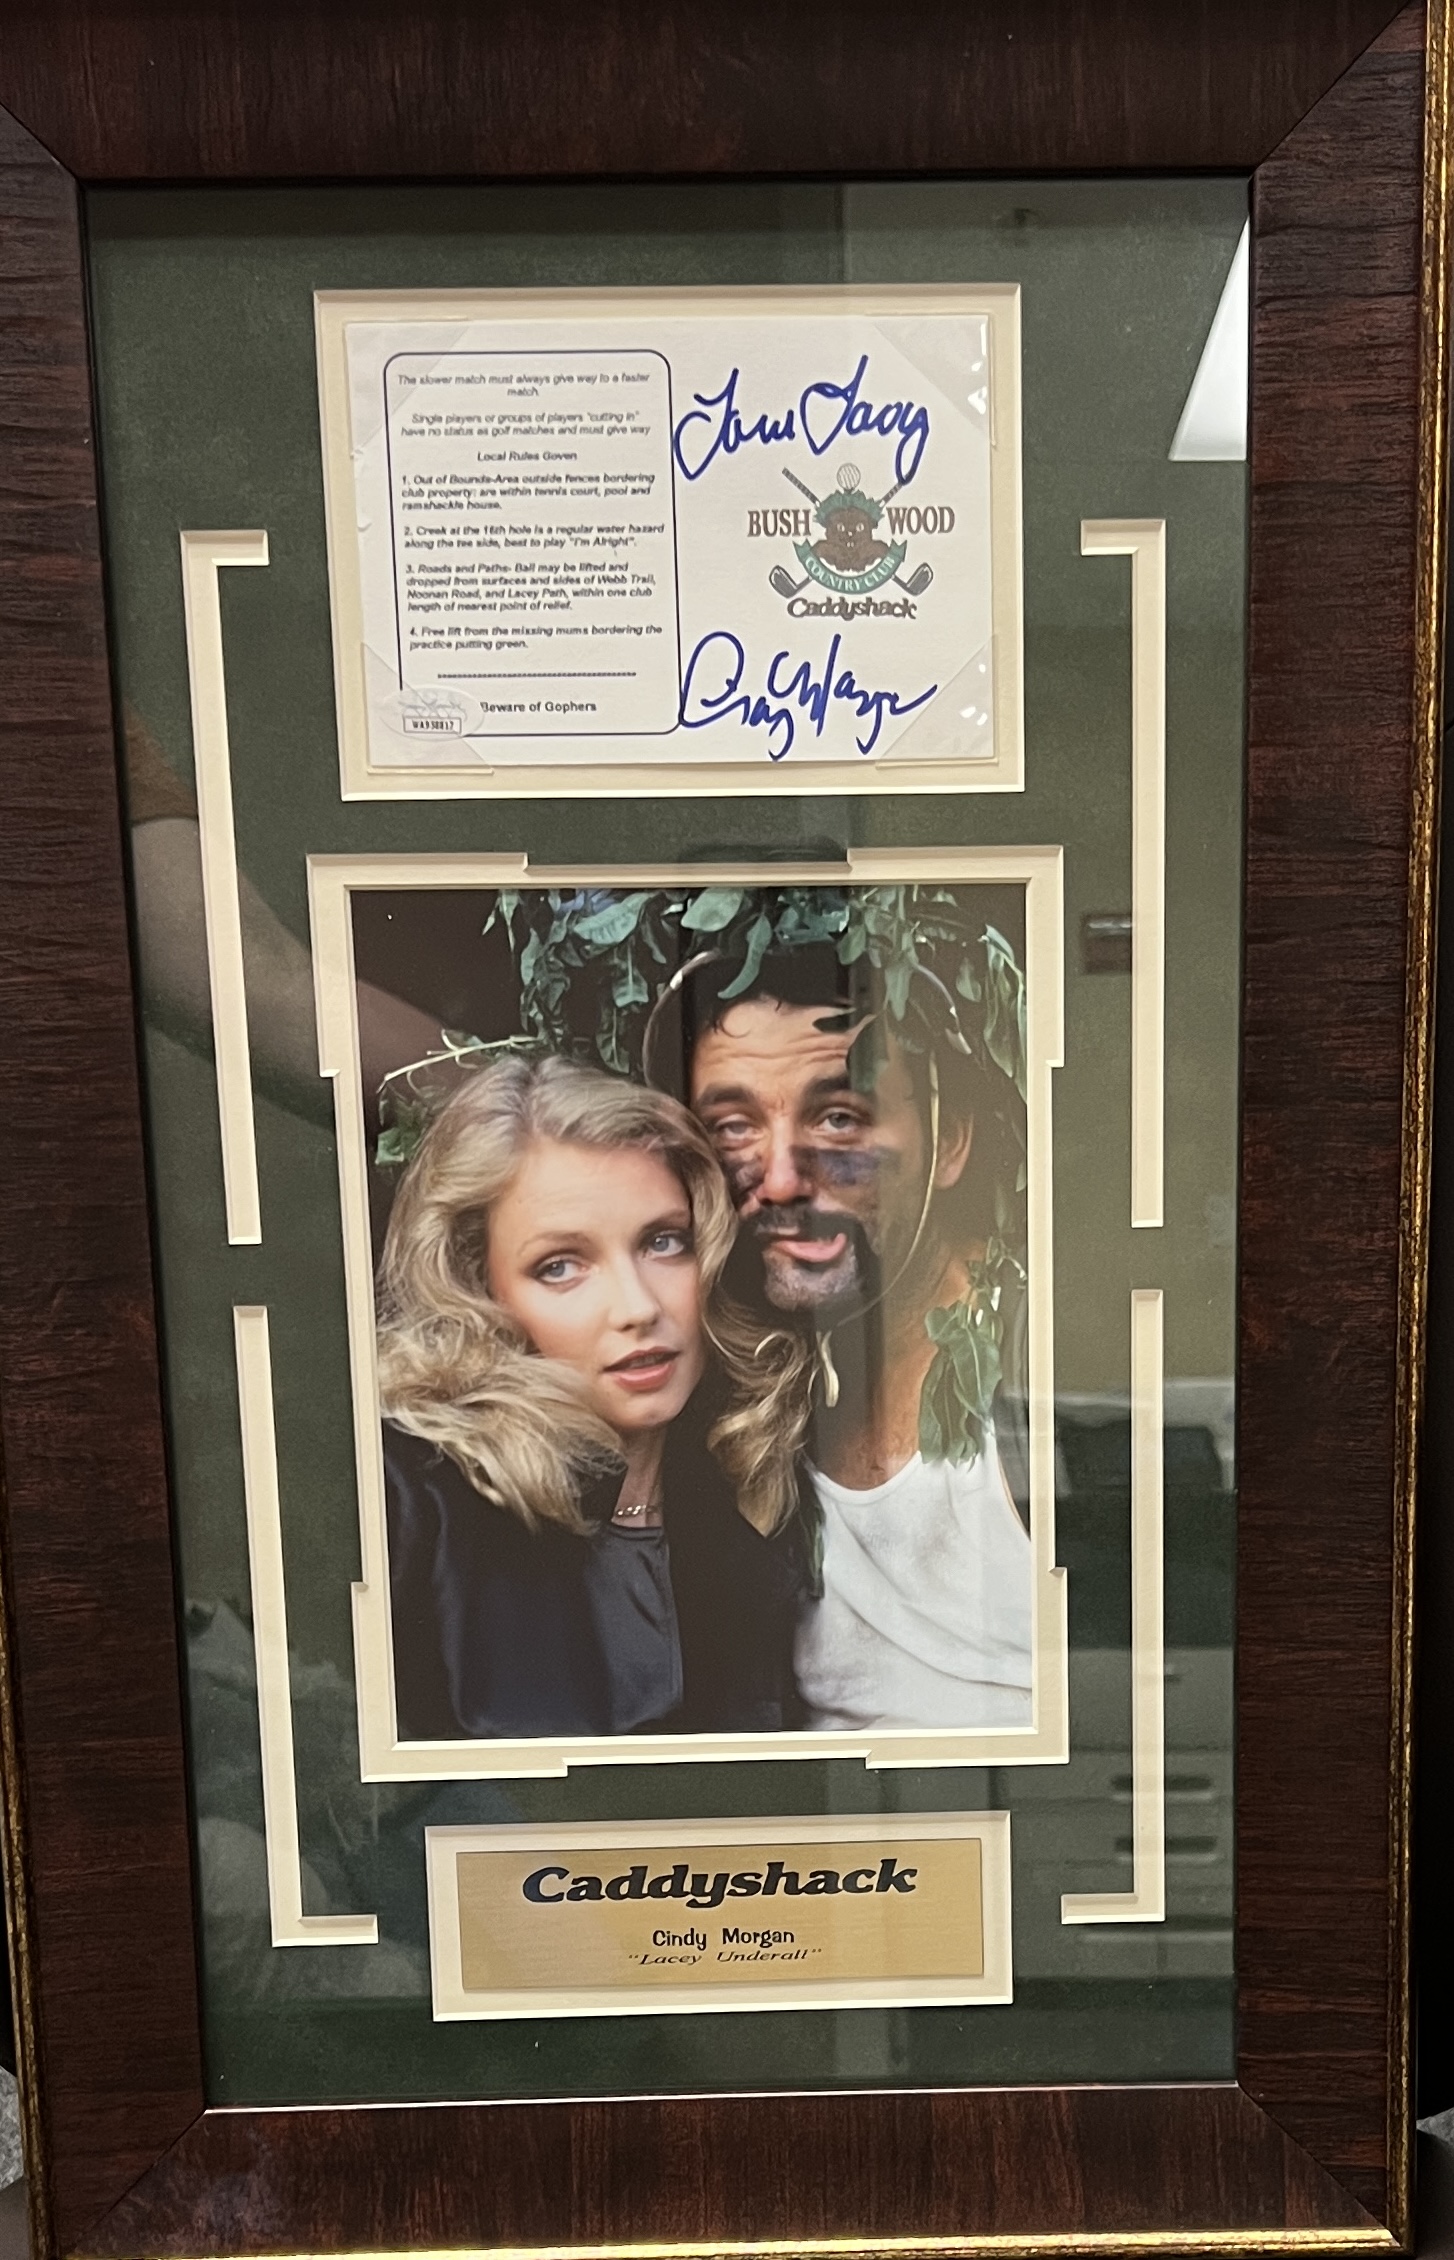 The slower match must always give way to a faster
match.
Single players or groups of players "cutting in"
have no status as golf matches and must give way
Local Rules Goven
1. Out of Bounds-Area outside fences bordering
club property: are within tennis court, pool and
ramshackle house.
2. Creek at the 16th hole is a regular water hazard
along the tee side, best to play "I'm Alright".
3. Roads and Paths- Ball may be lifted and
dropped from surfaces and sides of Webb Trail,
Noonan Road, and Lacey Path, within one club
length of nearest point of relief.
4. Free lift from the missing mums bordering the
practice putting green.
Beware of Gophers
WA938817
Love Lacey
BUSH WOOD
COUNTRY CLUB
Caddyshack
Cindy Morgan
Caddyshack
Cindy Morgan
"Lacey Underall"